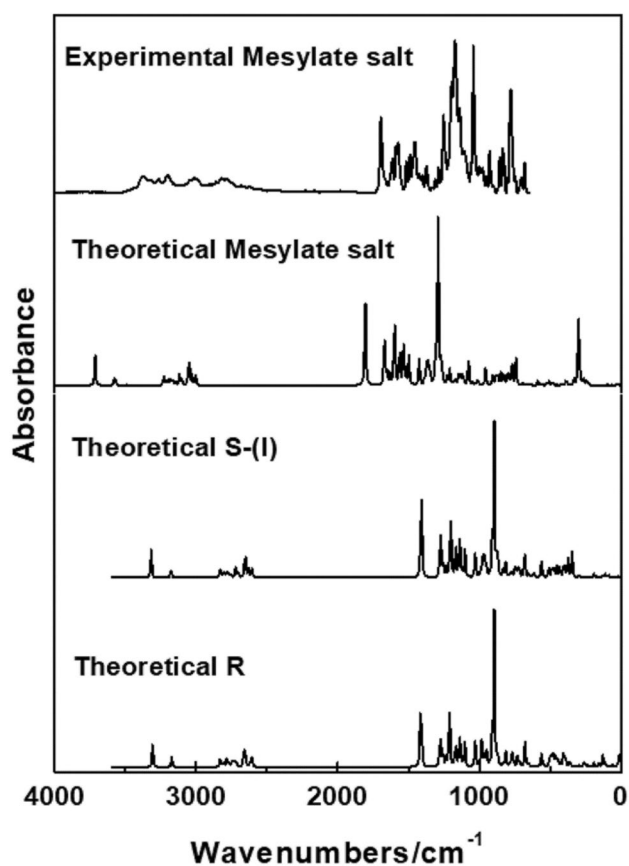 Experimental Mesylate salt
Theoretical Mesylate salt
Theoretical S-(I)
Theoretical R
Absorbance
4000 3000 2000 1000 0
Wavenumbers/cm⁻¹